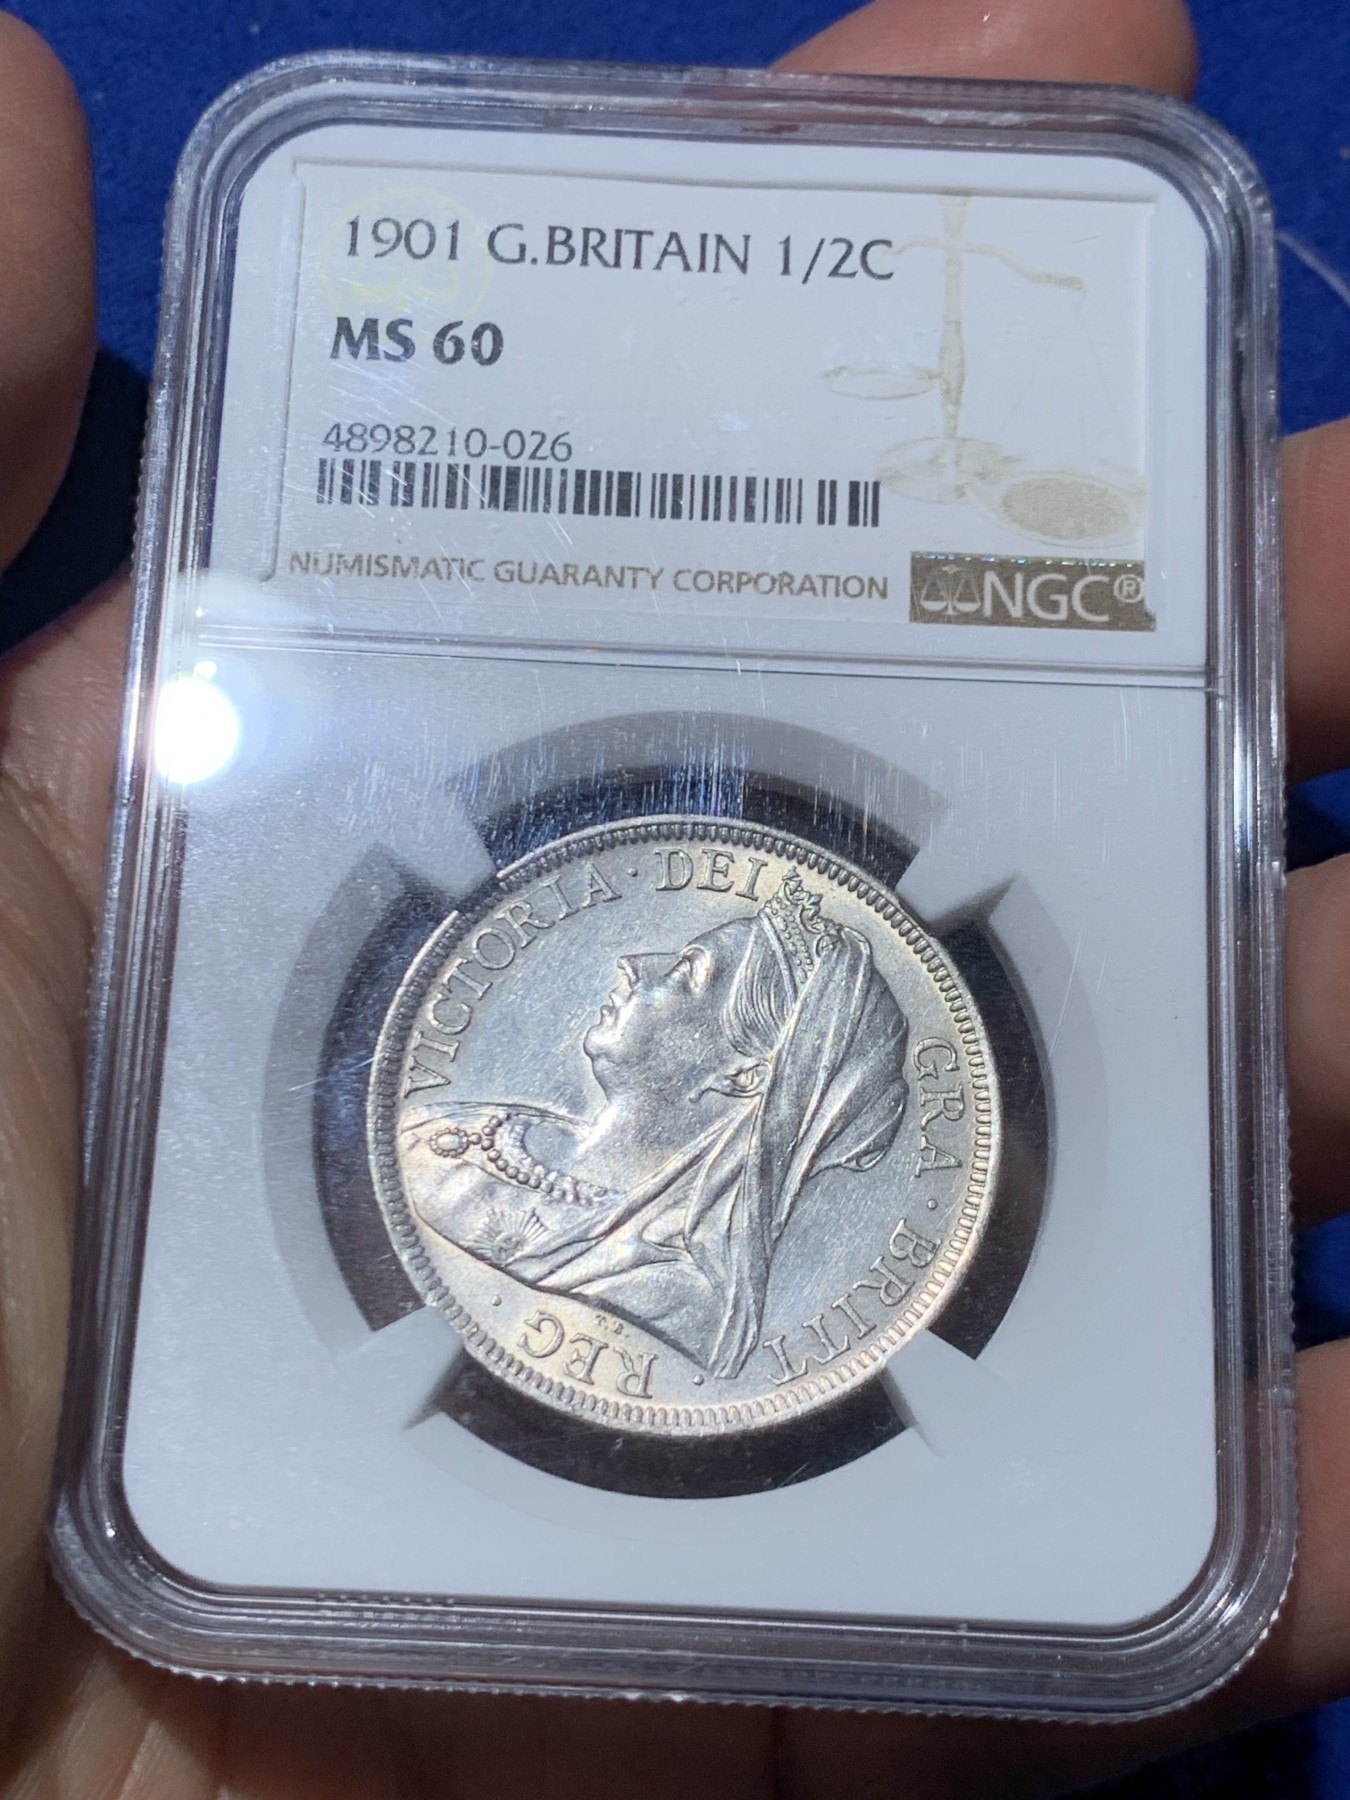 1901 G.BRITAIN 1/2C
MS 60
4898210-026
NUMISMATIC GUARANTY CORPORATION
NGC®
VICTORIA · DEI GRA · BRITT · REG ·
T.B.